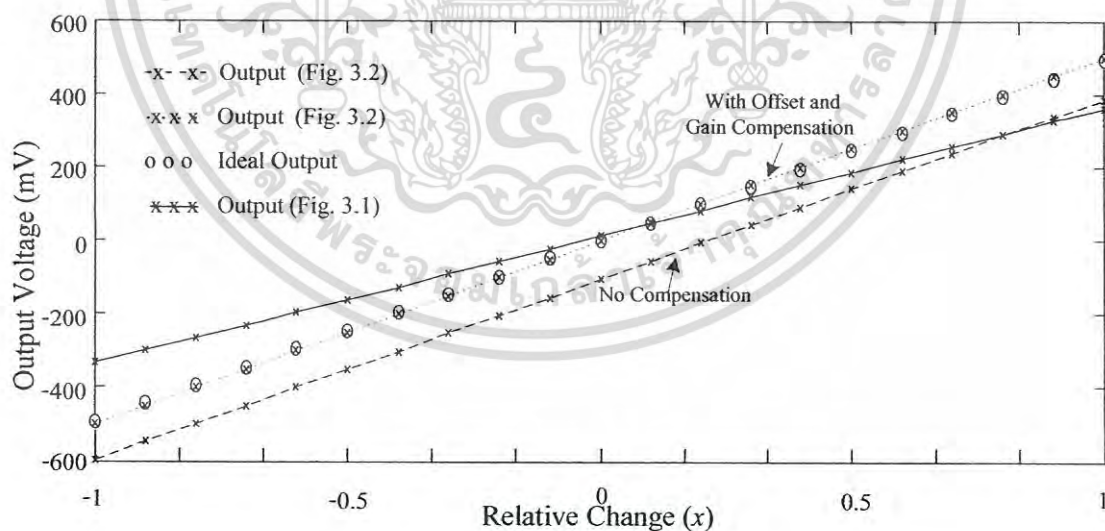 600
400
200
0
-200
-400
-600
Output Voltage (mV)
-x- -x- Output (Fig. 3.2)
·x x x Output (Fig. 3.2)
o o o Ideal Output
x-x-x Output (Fig. 3.1)
With Offset and
Gain Compensation
No Compensation
-1
-0.5
0
0.5
1
Relative Change (x)